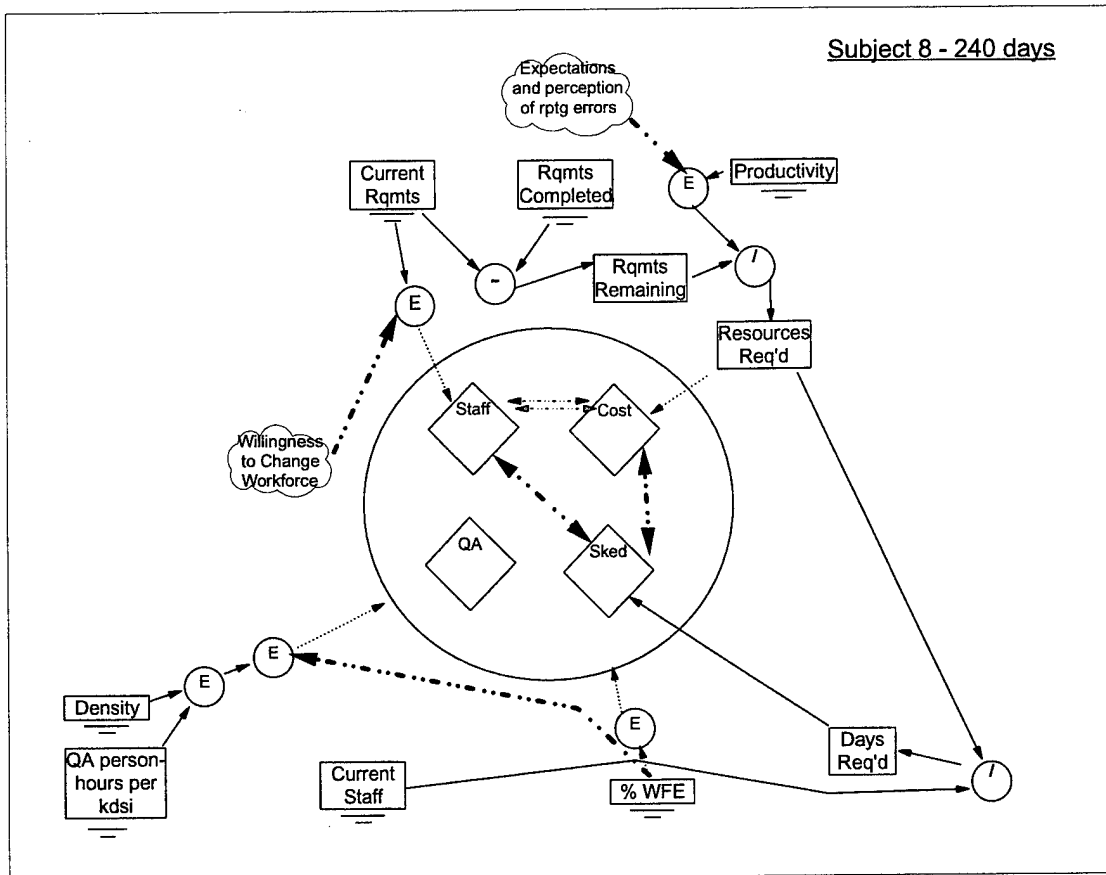 Subject 8 - 240 days
Expectations
and perception
of rptg errors
E
Productivity
Current
Rqmts
Rqmts
Completed
-
/
Rqmts
Remaining
E
Resources
Req'd
Staff
Cost
Willingness
to Change
Workforce
QA
Sked
E
E
Density
QA person-
hours per
kdsi
E
Current
Staff
% WFE
Days
Req'd
/